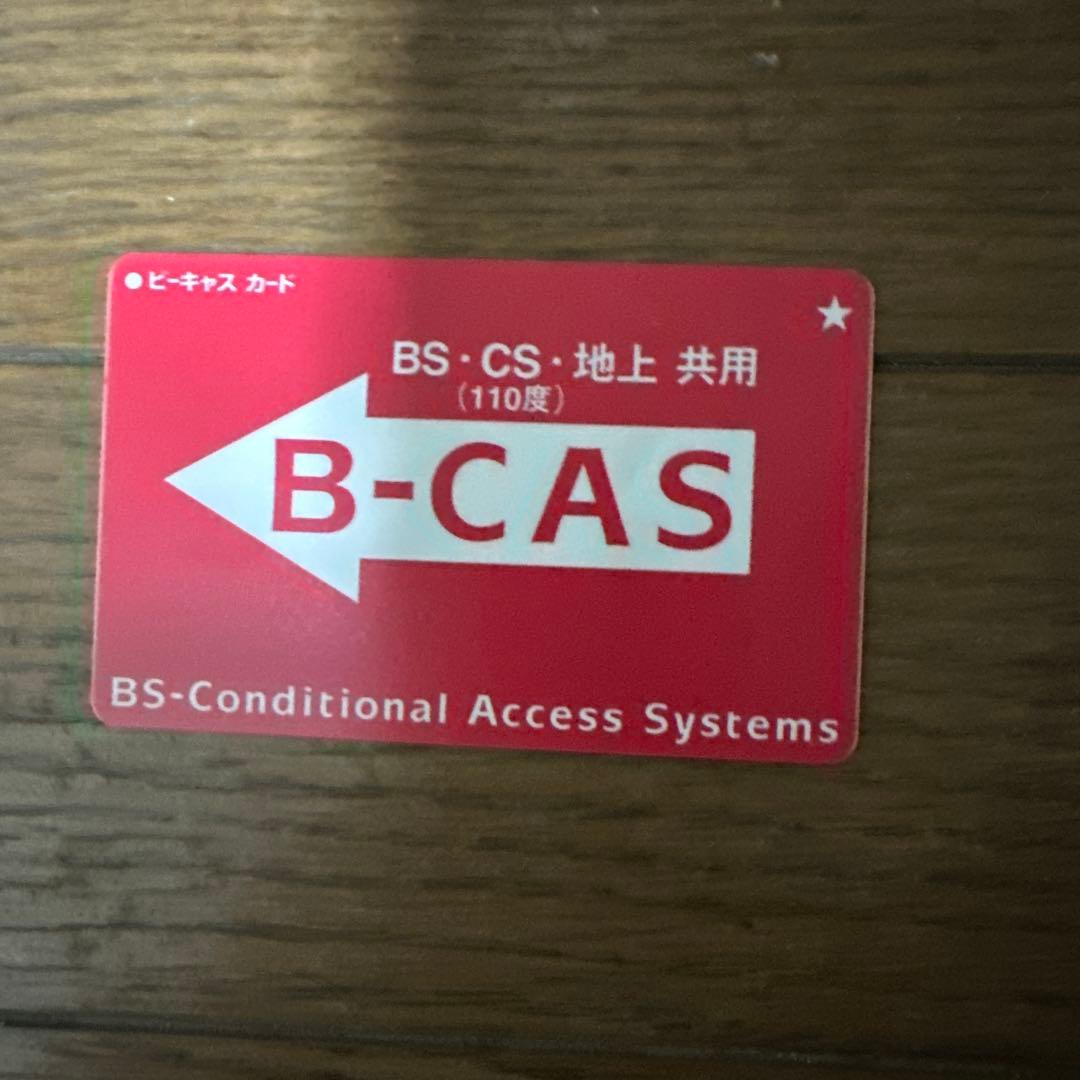 ●ビーキャス カード
★
BS・CS・地上 共用
(110度)
B-CAS
BS-Conditional Access Systems